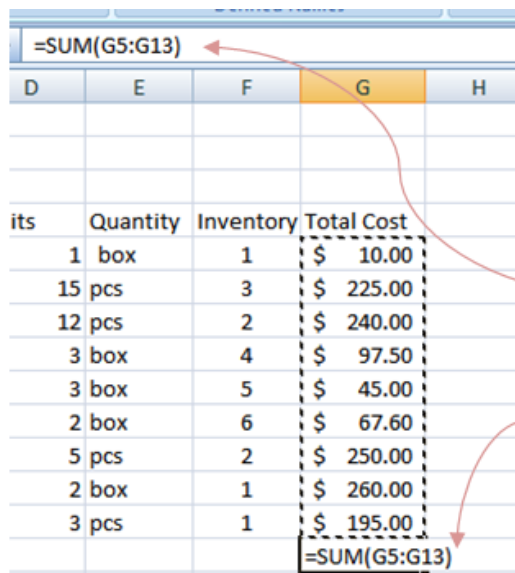 =SUM(G5:G13)
D E F G H
its Quantity Inventory Total Cost
1 box 1 $ 10.00
15 pcs 3 $ 225.00
12 pcs 2 $ 240.00
3 box 4 $ 97.50
3 box 5 $ 45.00
2 box 6 $ 67.60
5 pcs 2 $ 250.00
2 box 1 $ 260.00
3 pcs 1 $ 195.00
=SUM(G5:G13)